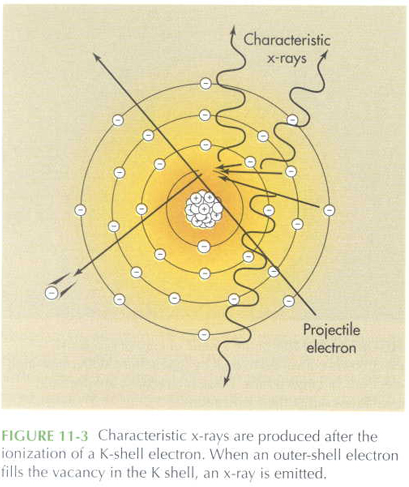 Characteristic
x-rays
Projectile
electron
FIGURE 11-3 Characteristic x-rays are produced after the
ionization of a K-shell electron. When an outer-shell electron
fills the vacancy in the K shell, an x-ray is emitted.